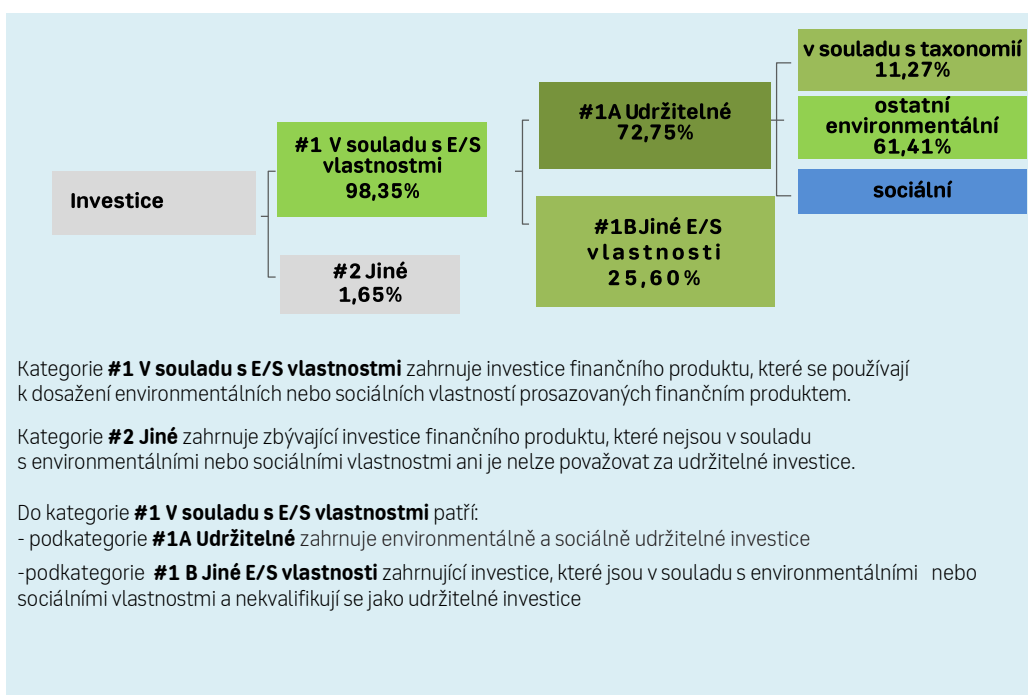 Investice
#1 V souladu s E/S
vlastnostmi
98,35%
#2 Jiné
1,65%
#1A Udržitelné
72,75%
#1B Jiné E/S
vlastnosti
25,60%
v souladu s taxonomií
11,27%
ostatní
environmentální
61,41%
sociální
Kategorie #1 V souladu s E/S vlastnostmi zahrnuje investice finančního produktu, které se používají
k dosažení environmentálních nebo sociálních vlastností prosazovaných finančním produktem.
Kategorie #2 Jiné zahrnuje zbývající investice finančního produktu, které nejsou v souladu
s environmentálními nebo sociálními vlastnostmi ani je nelze považovat za udržitelné investice.
Do kategorie #1 V souladu s E/S vlastnostmi patří:
- podkategorie #1A Udržitelné zahrnuje environmentálně a sociálně udržitelné investice
-podkategorie #1 B Jiné E/S vlastnosti zahrnující investice, které jsou v souladu s environmentálními nebo
sociálními vlastnostmi a nekvalifikují se jako udržitelné investice